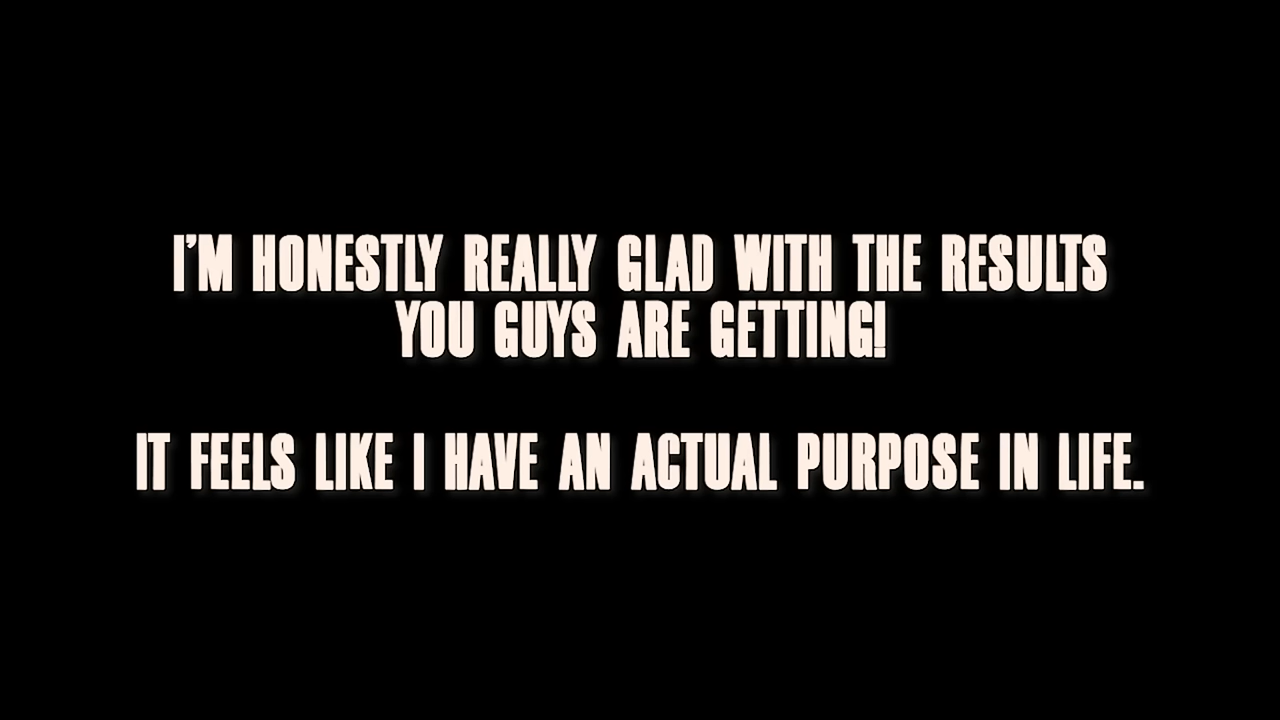 I'M HONESTLY REALLY GLAD WITH THE RESULTS
YOU GUYS ARE GETTING!
IT FEELS LIKE I HAVE AN ACTUAL PURPOSE IN LIFE.